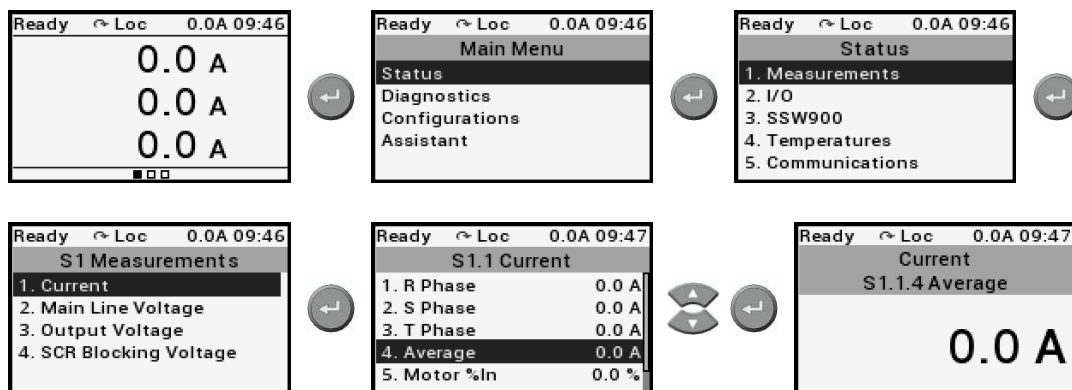 Ready Loc 0.0A 09:46
0.0 A
0.0 A
0.0 A
Ready Loc 0.0A 09:46
Main Menu
Status
Diagnostics
Configurations
Assistant
Ready Loc 0.0A 09:46
Status
1. Measurements
2. I/O
3. SSW900
4. Temperatures
5. Communications
Ready Loc 0.0A 09:46
S1 Measurements
1. Current
2. Main Line Voltage
3. Output Voltage
4. SCR Blocking Voltage
Ready Loc 0.0A 09:47
S1.1 Current
1. R Phase 0.0 A
2. S Phase 0.0 A
3. T Phase 0.0 A
4. Average 0.0 A
5. Motor %In 0.0 %
Ready Loc 0.0A 09:47
Current
S1.1.4 Average
0.0 A